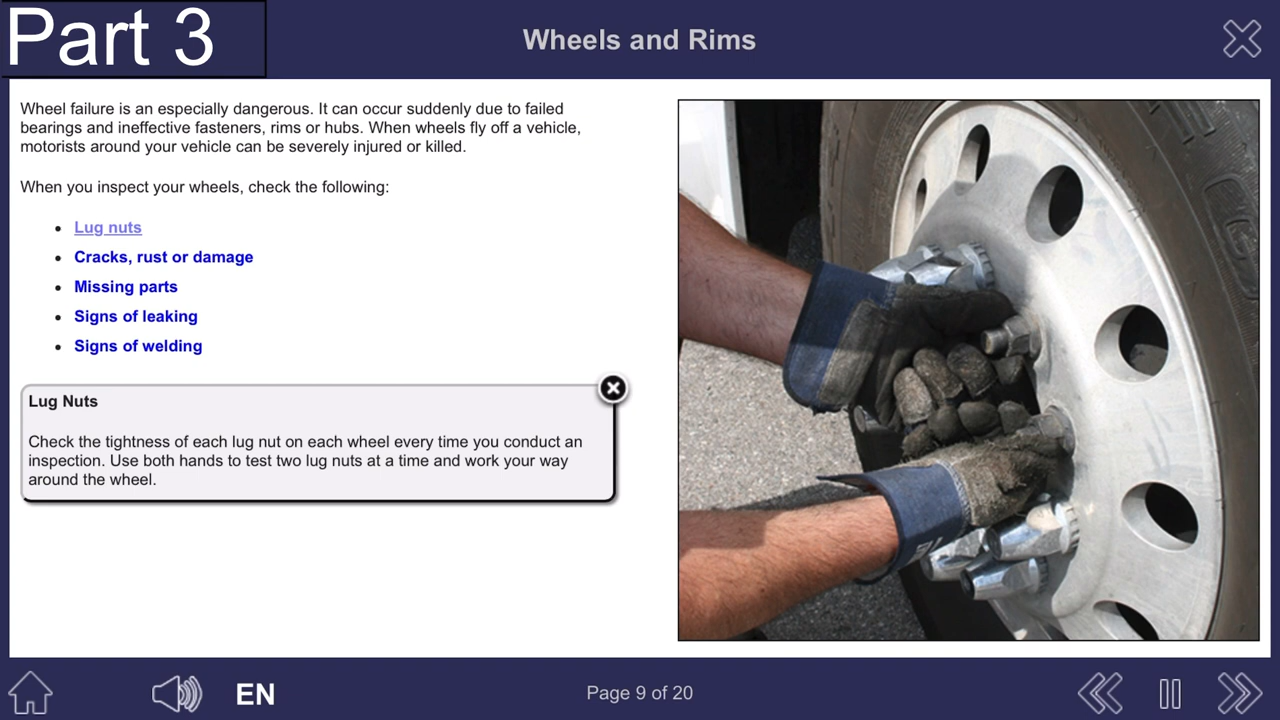 Part 3
Wheels and Rims
Wheel failure is an especially dangerous. It can occur suddenly due to failed
bearings and ineffective fasteners, rims or hubs. When wheels fly off a vehicle,
motorists around your vehicle can be severely injured or killed.
When you inspect your wheels, check the following:
• Lug nuts
• Cracks, rust or damage
• Missing parts
• Signs of leaking
• Signs of welding
Lug Nuts
Check the tightness of each lug nut on each wheel every time you conduct an
inspection. Use both hands to test two lug nuts at a time and work your way
around the wheel.
EN
Page 9 of 20